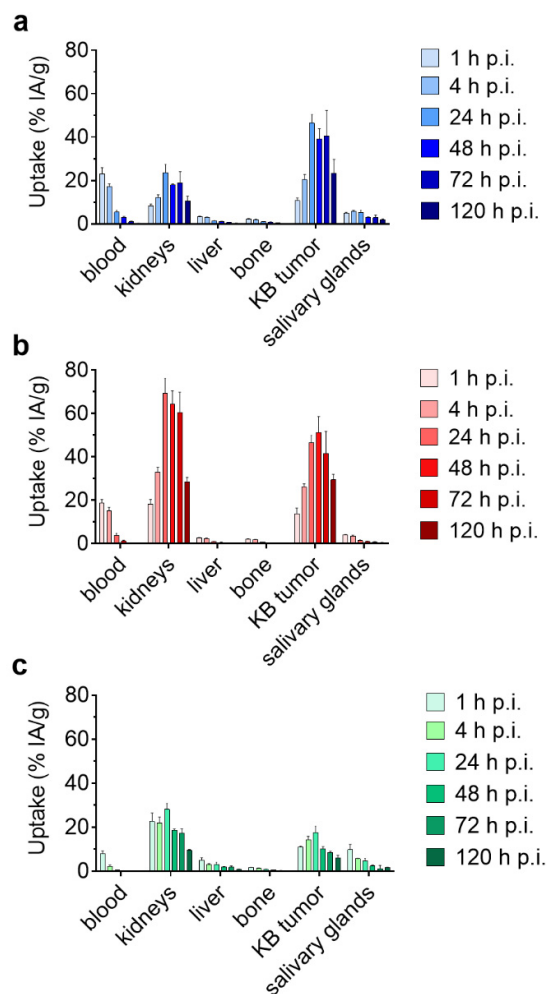 a
Uptake (% IA/g)
80
60
40
20
0
blood
kidneys
liver
bone
KB tumor
salivary glands
1 h p.i.
4 h p.i.
24 h p.i.
48 h p.i.
72 h p.i.
120 h p.i.
b
Uptake (% IA/g)
80
60
40
20
0
blood
kidneys
liver
bone
KB tumor
salivary glands
1 h p.i.
4 h p.i.
24 h p.i.
48 h p.i.
72 h p.i.
120 h p.i.
c
Uptake (% IA/g)
80
60
40
20
0
blood
kidneys
liver
bone
KB tumor
salivary glands
1 h p.i.
4 h p.i.
24 h p.i.
48 h p.i.
72 h p.i.
120 h p.i.